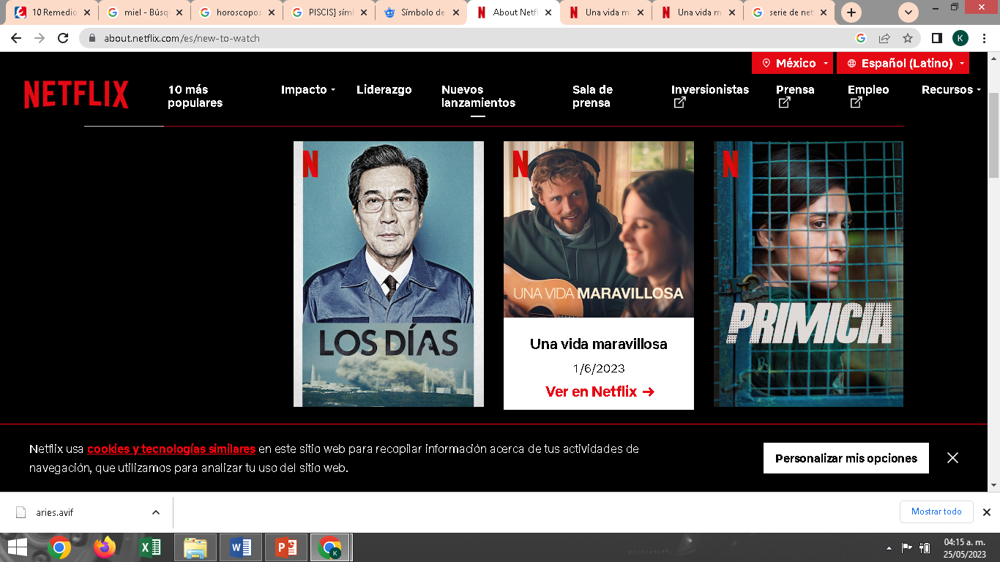 10 Remedio
miel - Búsq
horoscopos
PISCIS} sím
Símbolo de
About Netfl
Una vida m
Una vida m
serie de net
about.netflix.com/es/new-to-watch
K
México
Español (Latino)
NETFLIX
10 más populares
Impacto
Liderazgo
Nuevos lanzamientos
Sala de prensa
Inversionistas
Prensa
Empleo
Recursos
N
LOS DÍAS
N
UNA VIDA MARAVILLOSA
Una vida maravillosa
1/6/2023
Ver en Netflix →
N
PRIMICIA
Netflix usa cookies y tecnologías similares en este sitio web para recopilar información acerca de tus actividades de
navegación, que utilizamos para analizar tu uso del sitio web.
Personalizar mis opciones
aries.avif
Mostrar todo
04:15 a. m.
25/05/2023